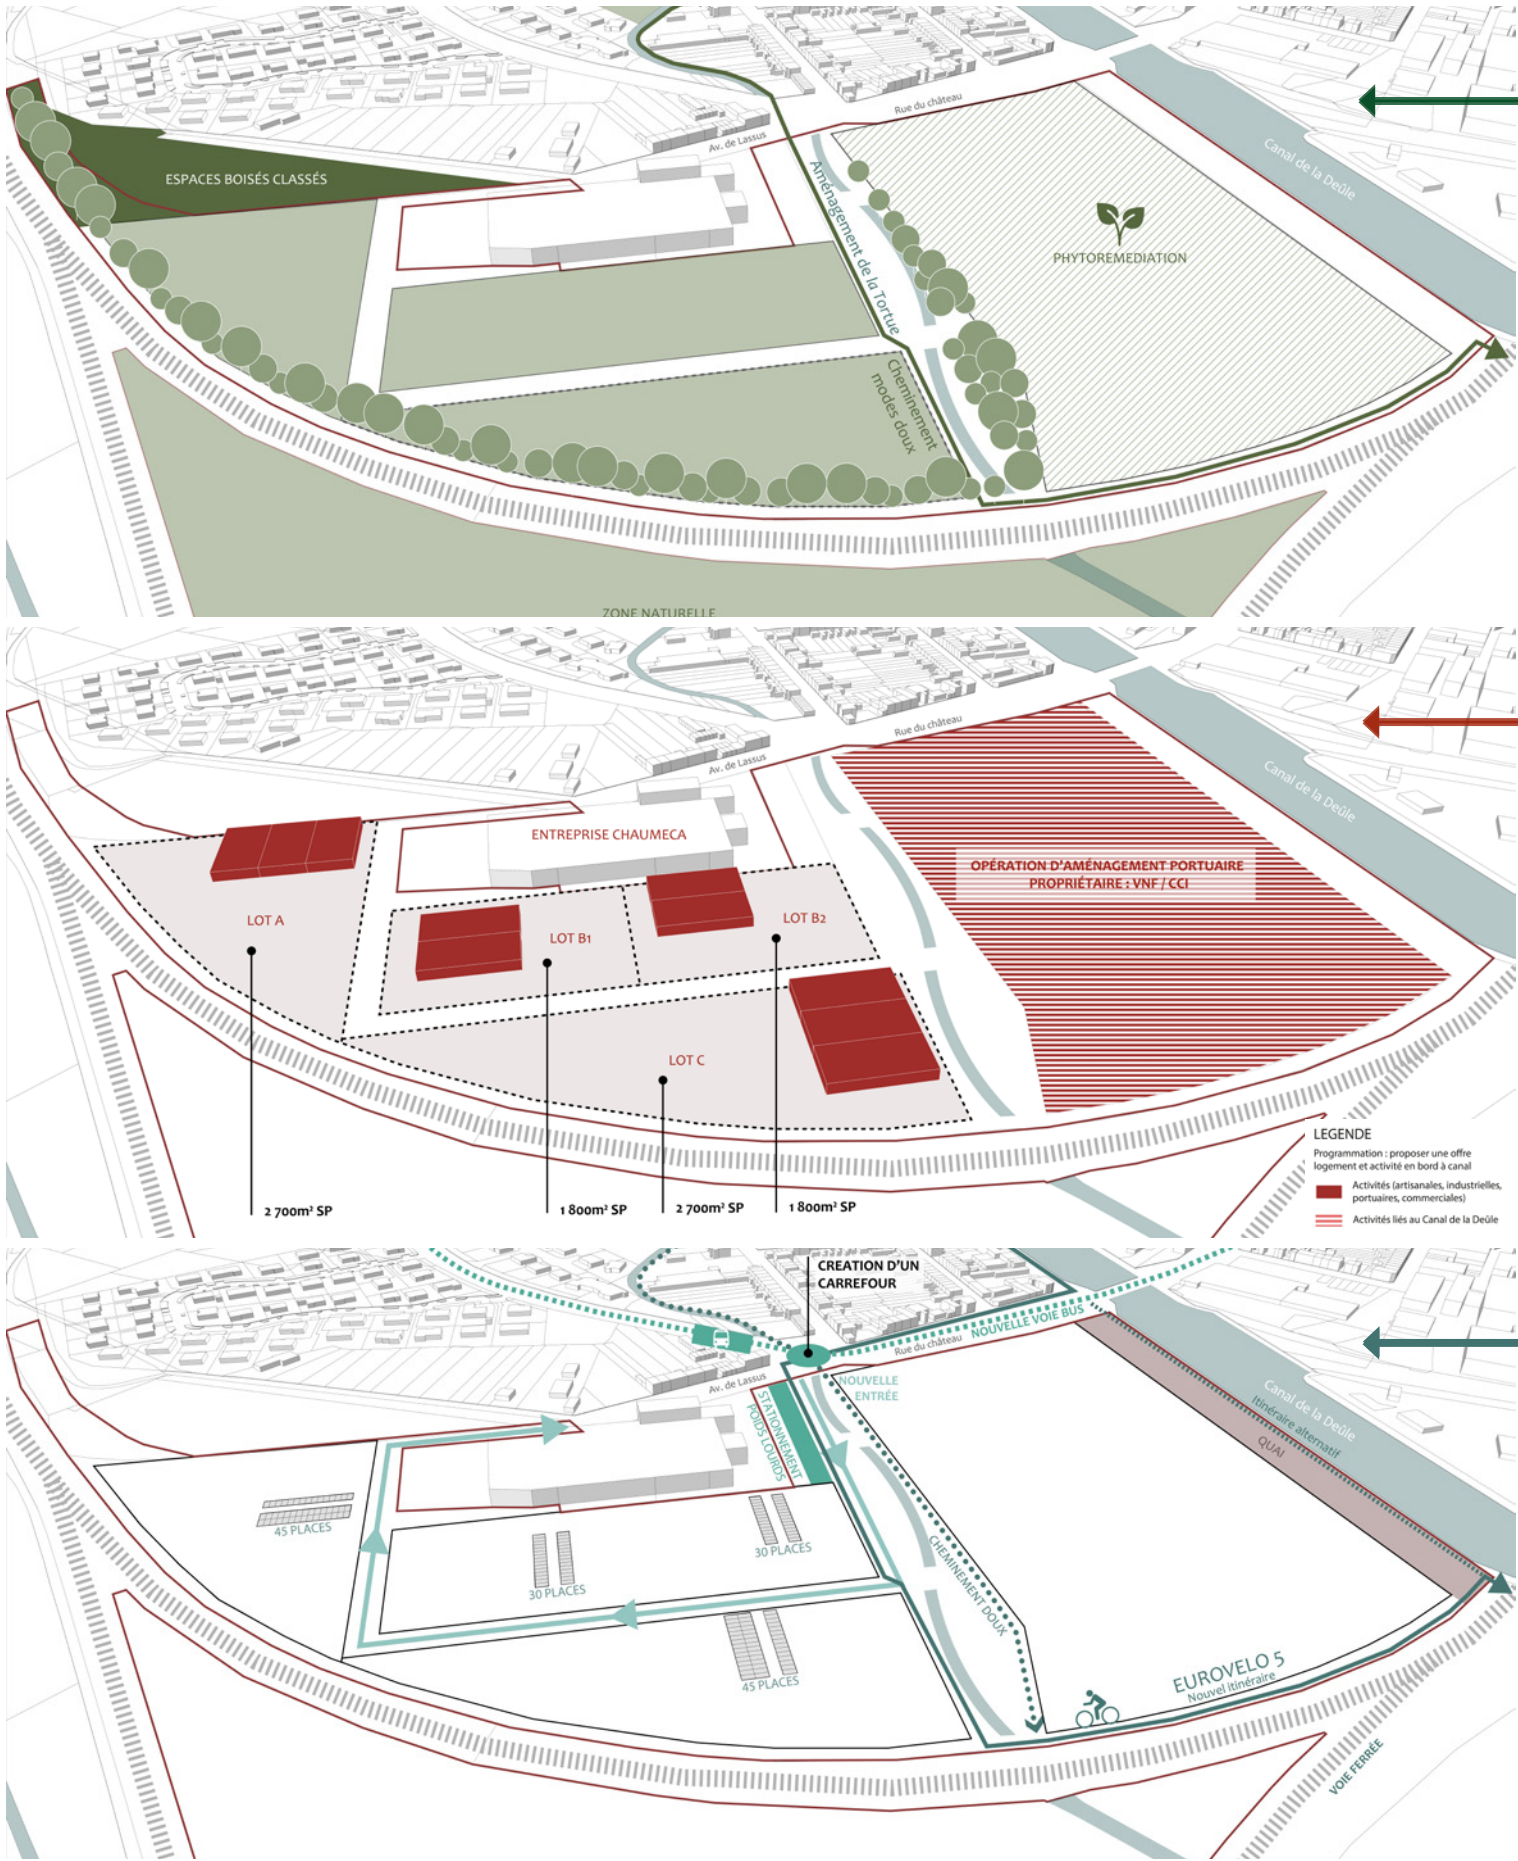 Rue du château
Av. de Lassus
Canal de la Deûle
ESPACES BOISÉS CLASSÉS
Aménagement de la Tortue
PHYTOREMEDIATION
Cheminement
modes doux
ZONE NATURELLE
Rue du château
Av. de Lassus
Canal de la Deûle
ENTREPRISE CHAUMECA
OPÉRATION D'AMÉNAGEMENT PORTUAIRE
PROPRIÉTAIRE : VNF / CCI
LOT A
LOT B1
LOT B2
LOT C
2 700m² SP
1 800m² SP
2 700m² SP
1 800m² SP
LEGENDE
Programmation : proposer une offre
logement et activité en bord à canal
Activités (artisanales, industrielles,
portuaires, commerciales)
Activités liés au Canal de la Deûle
CREATION D'UN
CARREFOUR
NOUVELLE VOIE BUS
Rue du château
Av. de Lassus
NOUVELLE
ENTRÉE
STATIONNEMENT
POIDS LOURDS
Canal de la Deûle
Itinéraire alternatif
QUAI
45 PLACES
30 PLACES
30 PLACES
45 PLACES
CHEMINEMENT DOUX
EUROVELO 5
Nouvel itinéraire
VOIE FERRÉE